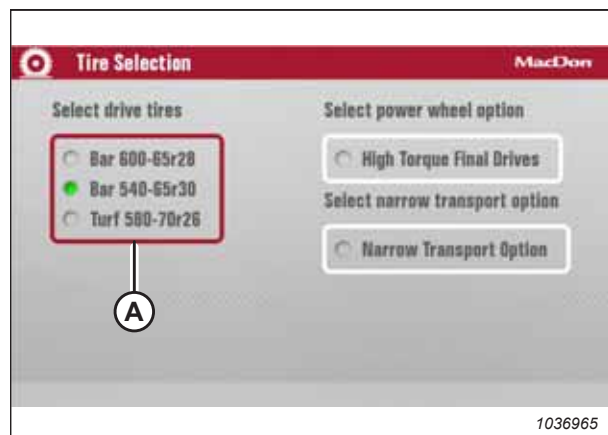 Tire Selection
MacDon
Select drive tires
Bar 600-65r28
Bar 540-65r30
Turf 580-70r26
Select power wheel option
High Torque Final Drives
Select narrow transport option
Narrow Transport Option
A
1036965